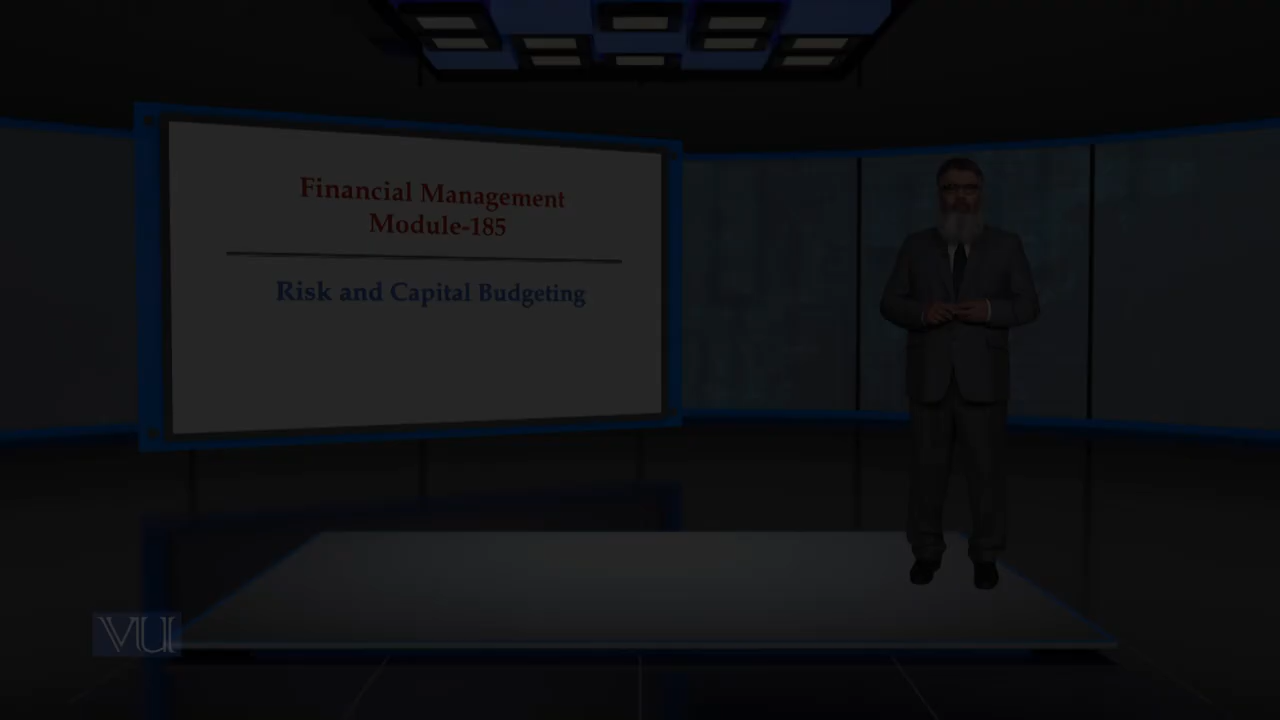 Financial Management
Module-185
Risk and Capital Budgeting
VU